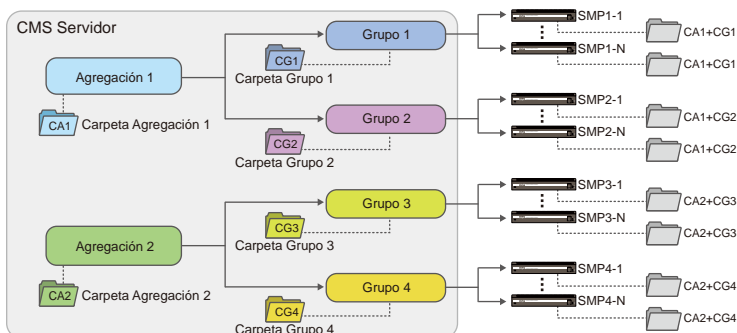 CMS Servidor
Agregación 1
CA1
Carpeta Agregación 1
Grupo 1
CG1
Carpeta Grupo 1
Grupo 2
CG2
Carpeta Grupo 2
SMP1-1
CA1+CG1
SMP1-N
CA1+CG1
SMP2-1
CA1+CG2
SMP2-N
CA1+CG2
Agregación 2
CA2
Carpeta Agregación 2
Grupo 3
CG3
Carpeta Grupo 3
Grupo 4
CG4
Carpeta Grupo 4
SMP3-1
CA2+CG3
SMP3-N
CA2+CG3
SMP4-1
CA2+CG4
SMP4-N
CA2+CG4